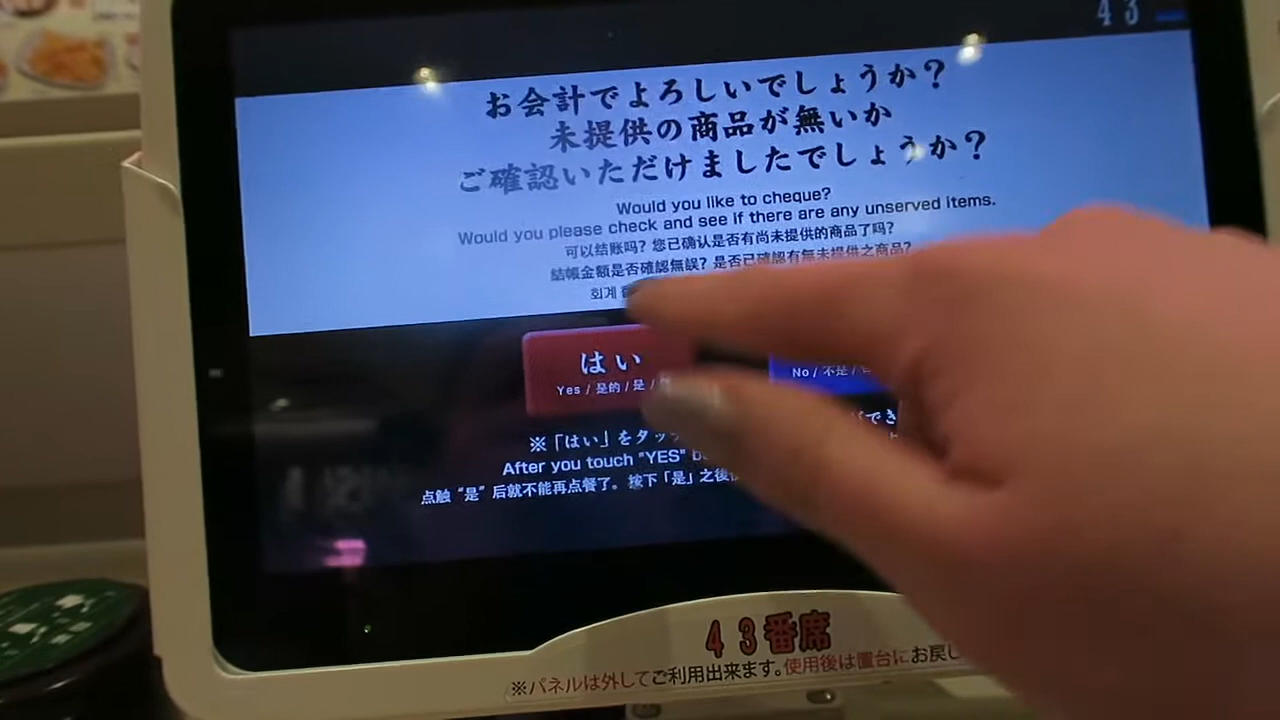 43
お会計でよろしいでしょうか?
未提供の商品が無いか
ご確認いただけましたでしょうか?
Would you like to cheque?
Would you please check and see if there are any unserved items.
可以结账吗? 您已确认是否有尚未提供的商品了吗?
結帳金額是否確認無誤? 是否已確認有無未提供之商品?
회계
はい
Yes / 是的 / 是 /
No / 不是 /
※「はい」をタッ
でき
After you touch "YES"
点触 "是" 后就不能再点餐了。 按下「是」之後
43番席
※パネルは外してご利用出来ます。使用後は置台にお戻し